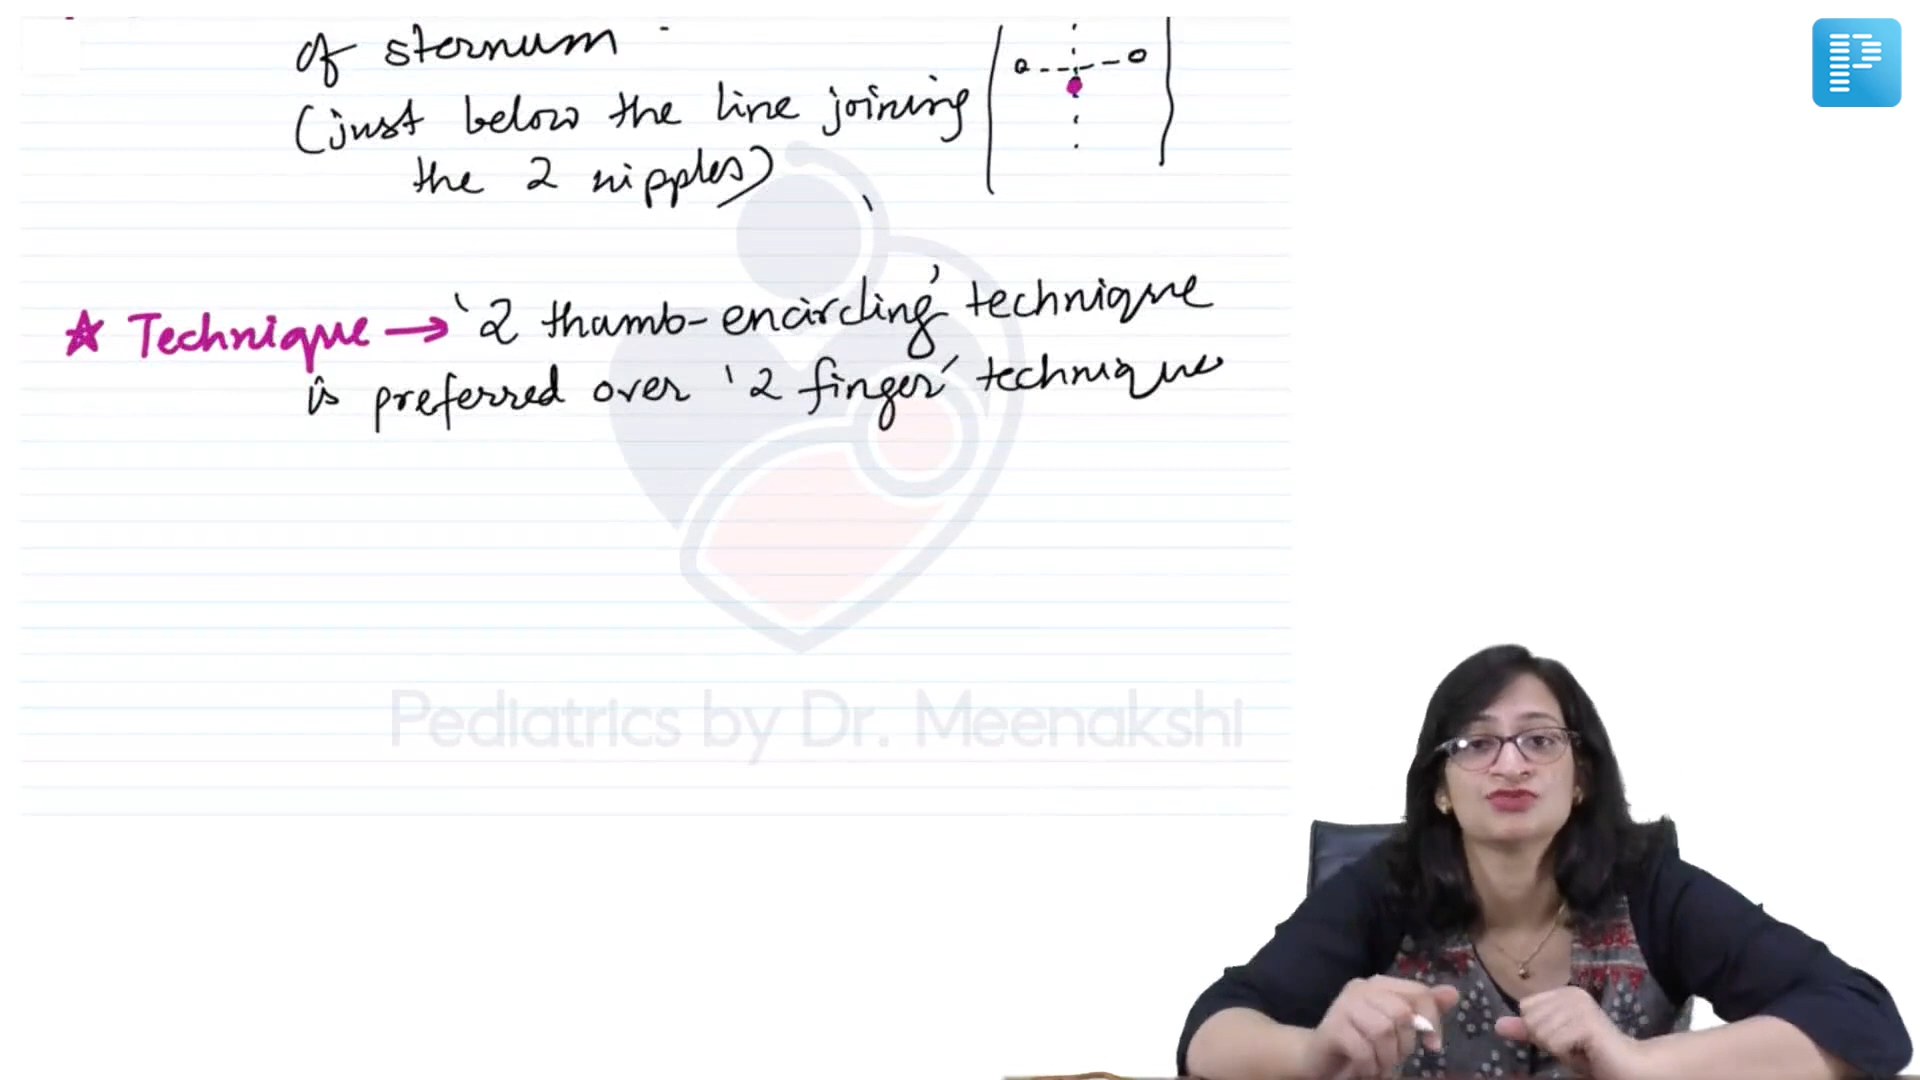 of sternum
(just below the line joining
the 2 nipples)
Technique → '2 thamb-encircling' technique
is preferred over '2 finger' technique
Pediatrics by Dr. Meenakshi